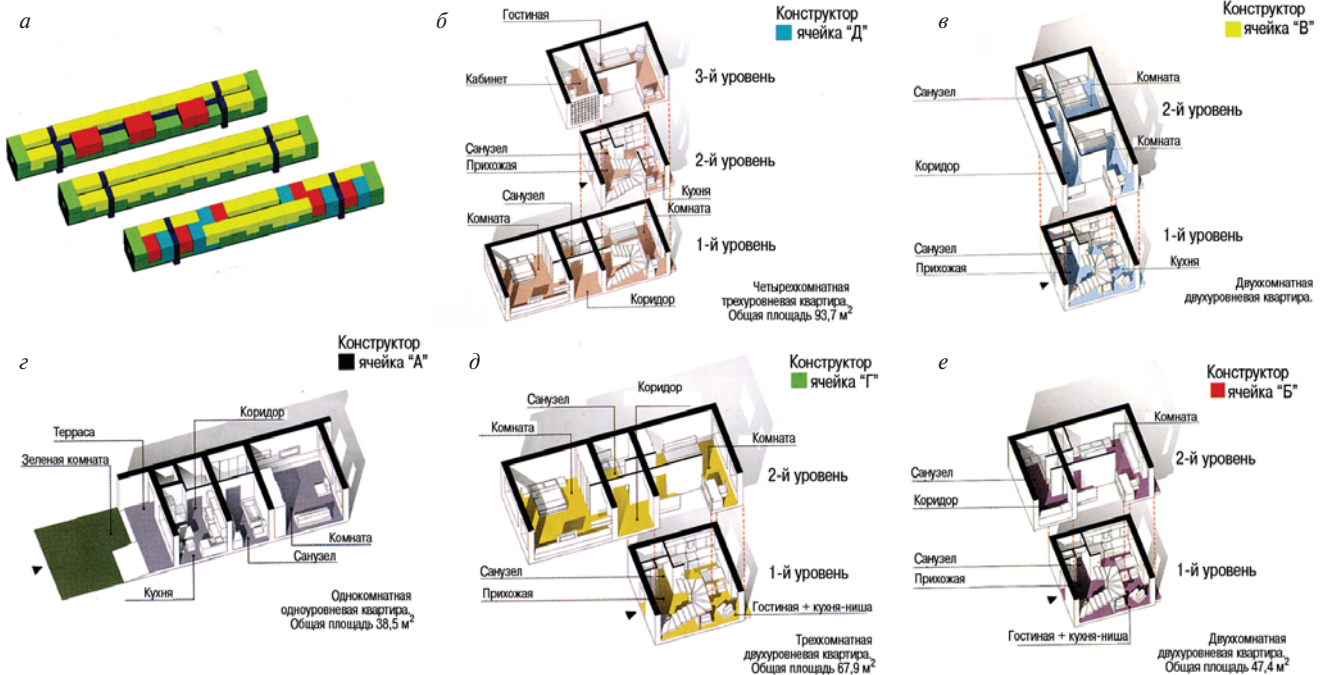 а
б
Гостиная
Конструктор
ячейка "Д"
Кабинет
3-й уровень
Санузел
Прихожая
2-й уровень
Кухня
Санузел
Комната
Комната
1-й уровень
Коридор
Четырехкомнатная
трехуровневая квартира.
Общая площадь 93,7 м²
в
Конструктор
ячейка "В"
Комната
Санузел
2-й уровень
Комната
Коридор
1-й уровень
Санузел
Прихожая
Кухня
Двухкомнатная
двухуровневая квартира.
г
Конструктор
ячейка "А"
Коридор
Терраса
Зеленая комната
Комната
Санузел
Кухня
Однокомнатная
одноуровневая квартира.
Общая площадь 38,5 м²
д
Конструктор
ячейка "Г"
Коридор
Санузел
Комната
Комната
2-й уровень
1-й уровень
Санузел
Прихожая
Гостиная + кухня-ниша
Трехкомнатная
двухуровневая квартира.
Общая площадь 67,9 м²
е
Конструктор
ячейка "Б"
Комната
2-й уровень
Санузел
Коридор
Санузел
Прихожая
1-й уровень
Гостиная + кухня-ниша
Двухкомнатная
двухуровневая квартира.
Общая площадь 47,4 м²